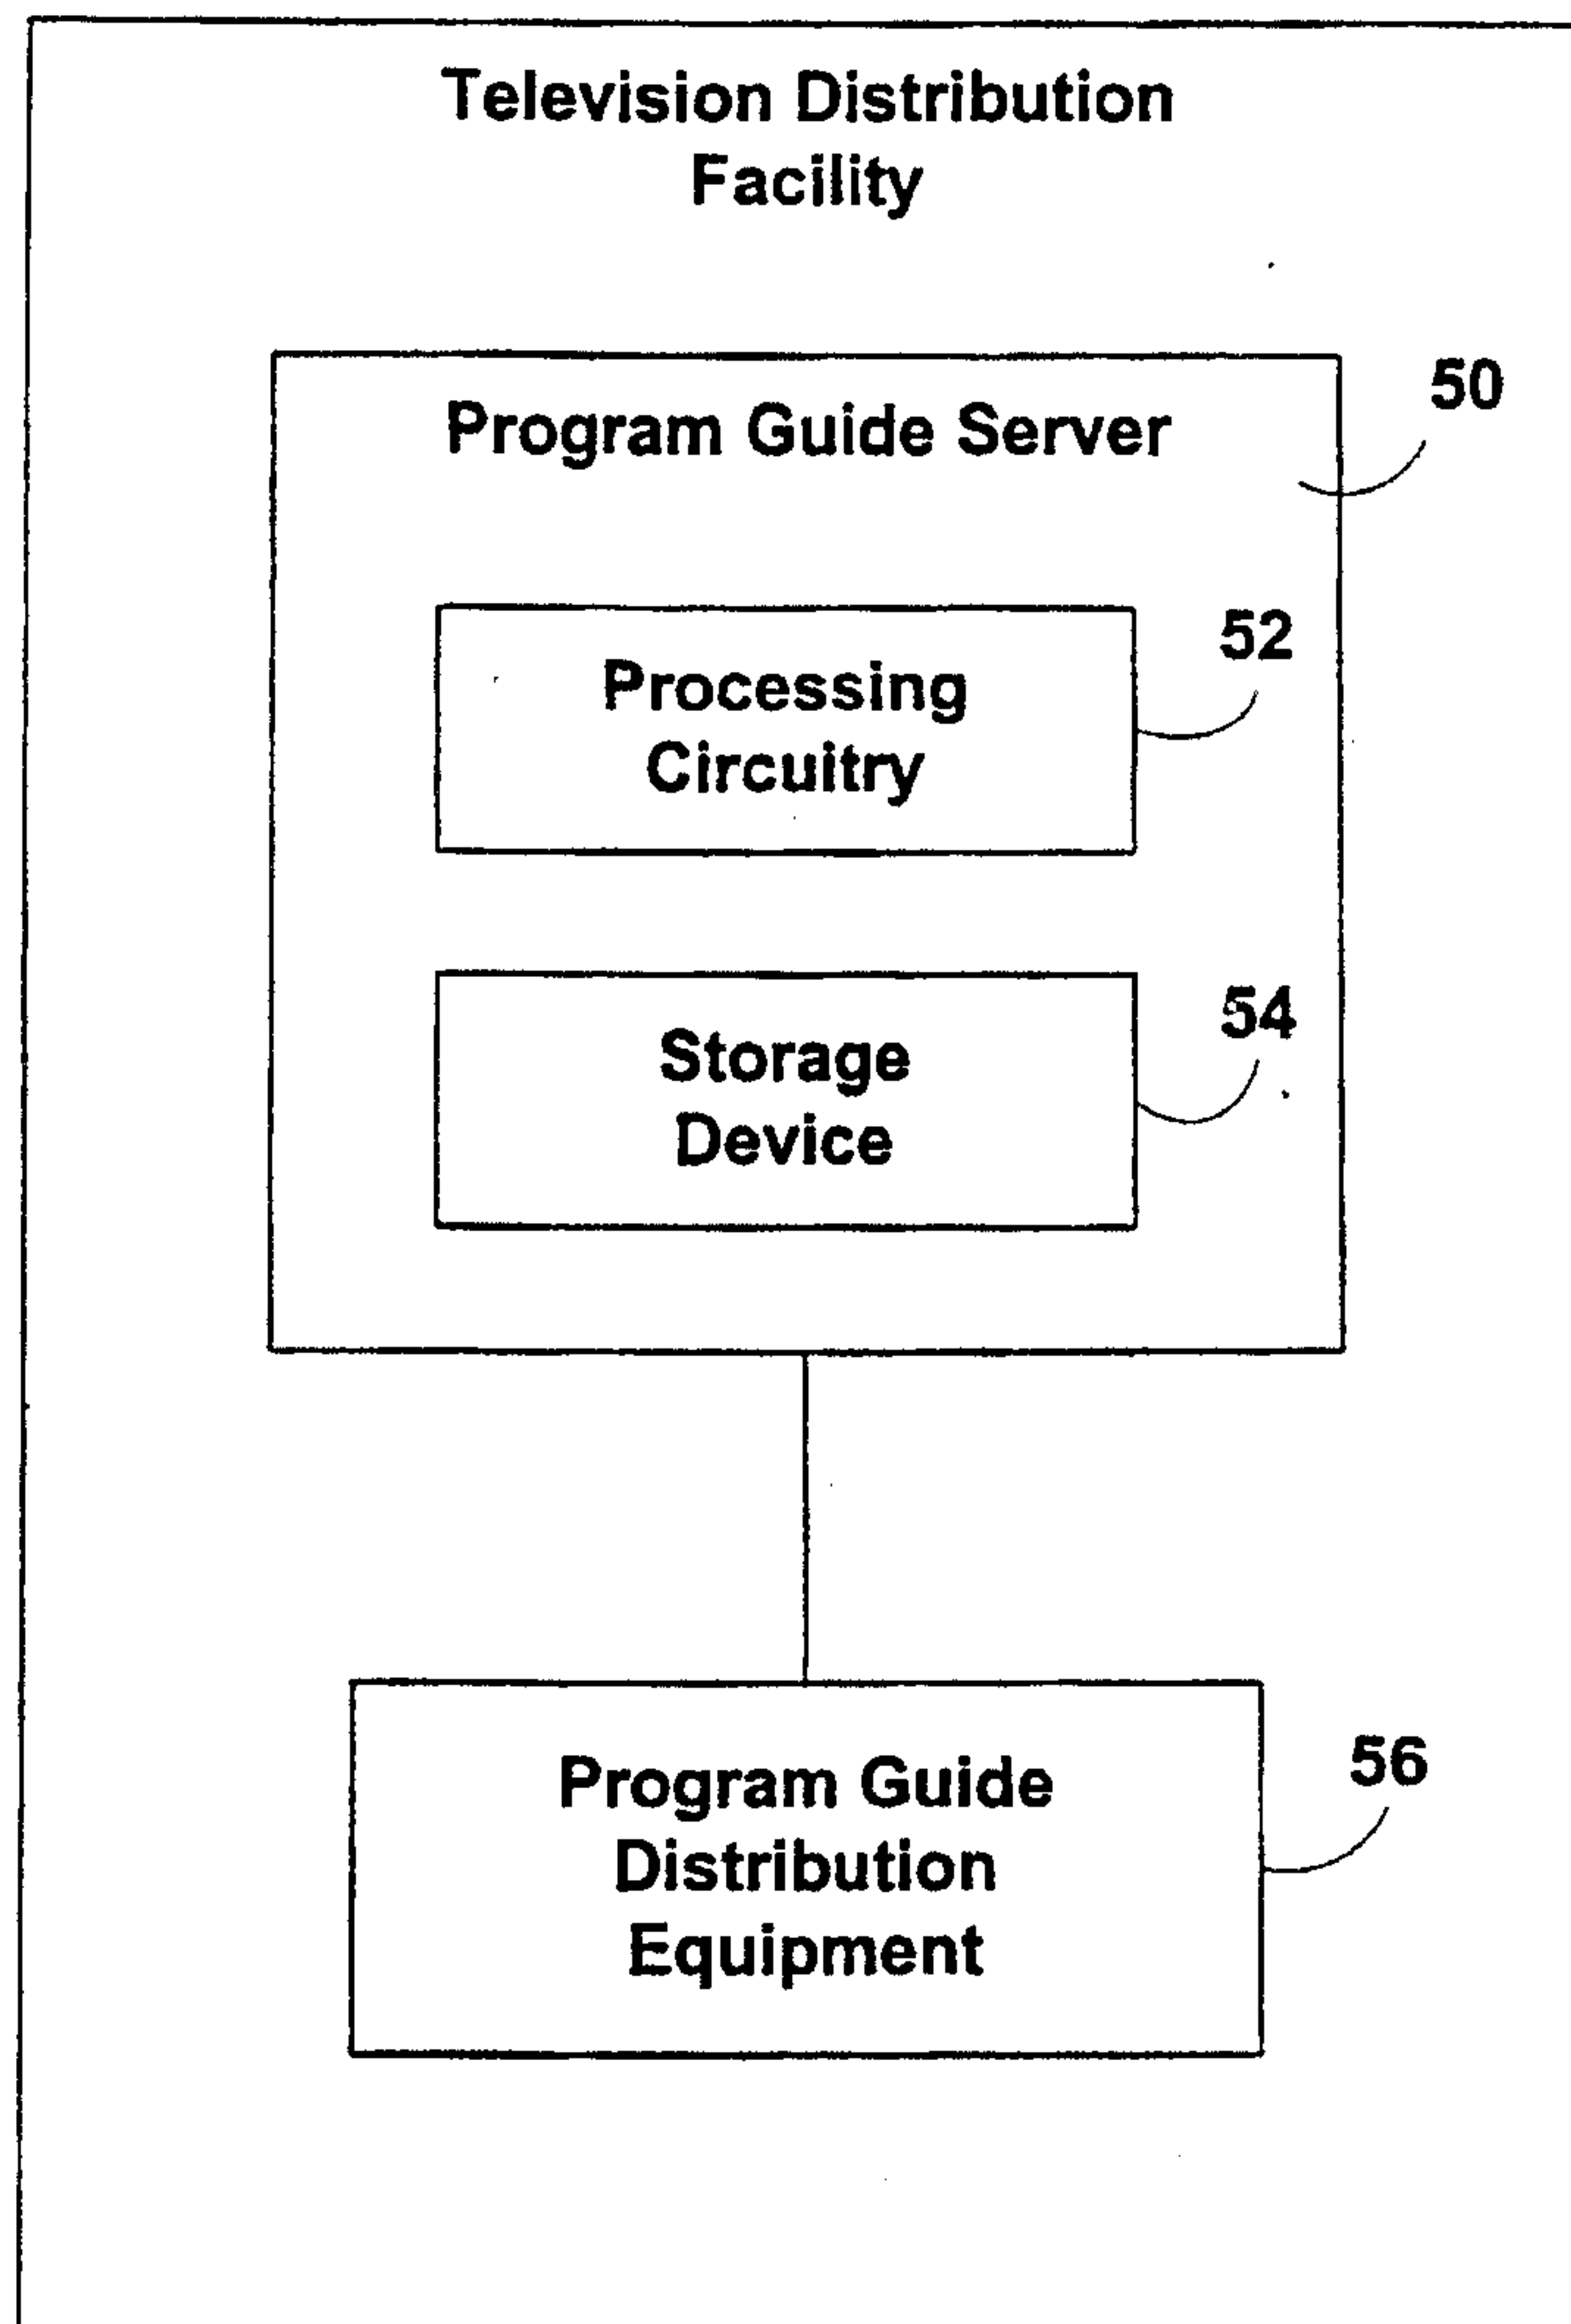 Television Distribution
Facility
50
Program Guide Server
52
Processing
Circuitry
54
Storage
Device
56
Program Guide
Distribution
Equipment